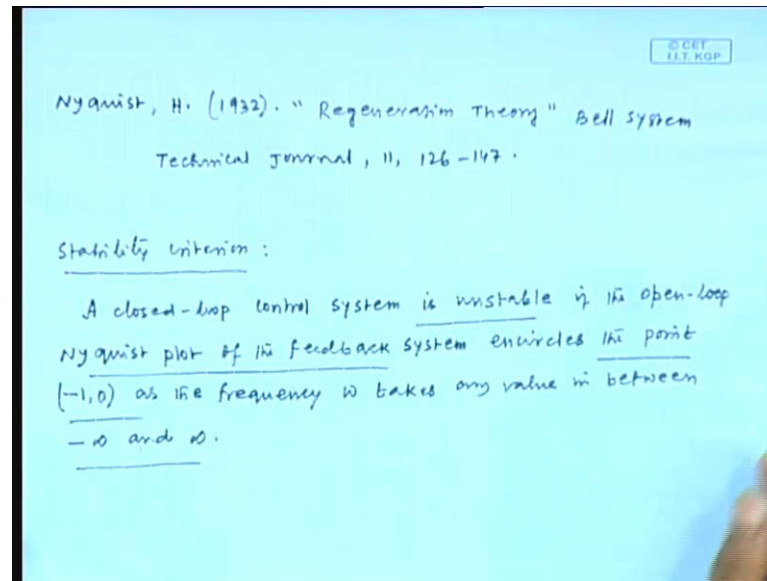 © CET
I.I.T. KGP
Nyquist, H. (1932). "Regeneration Theory" Bell System
Technical Journal, 11, 126-147.
Stability criterion :
A closed-loop control system is unstable if the open-loop
Nyquist plot of the feedback system encircles the point
(-1,0) as the frequency ω takes any value in between
-∞ and ∞.